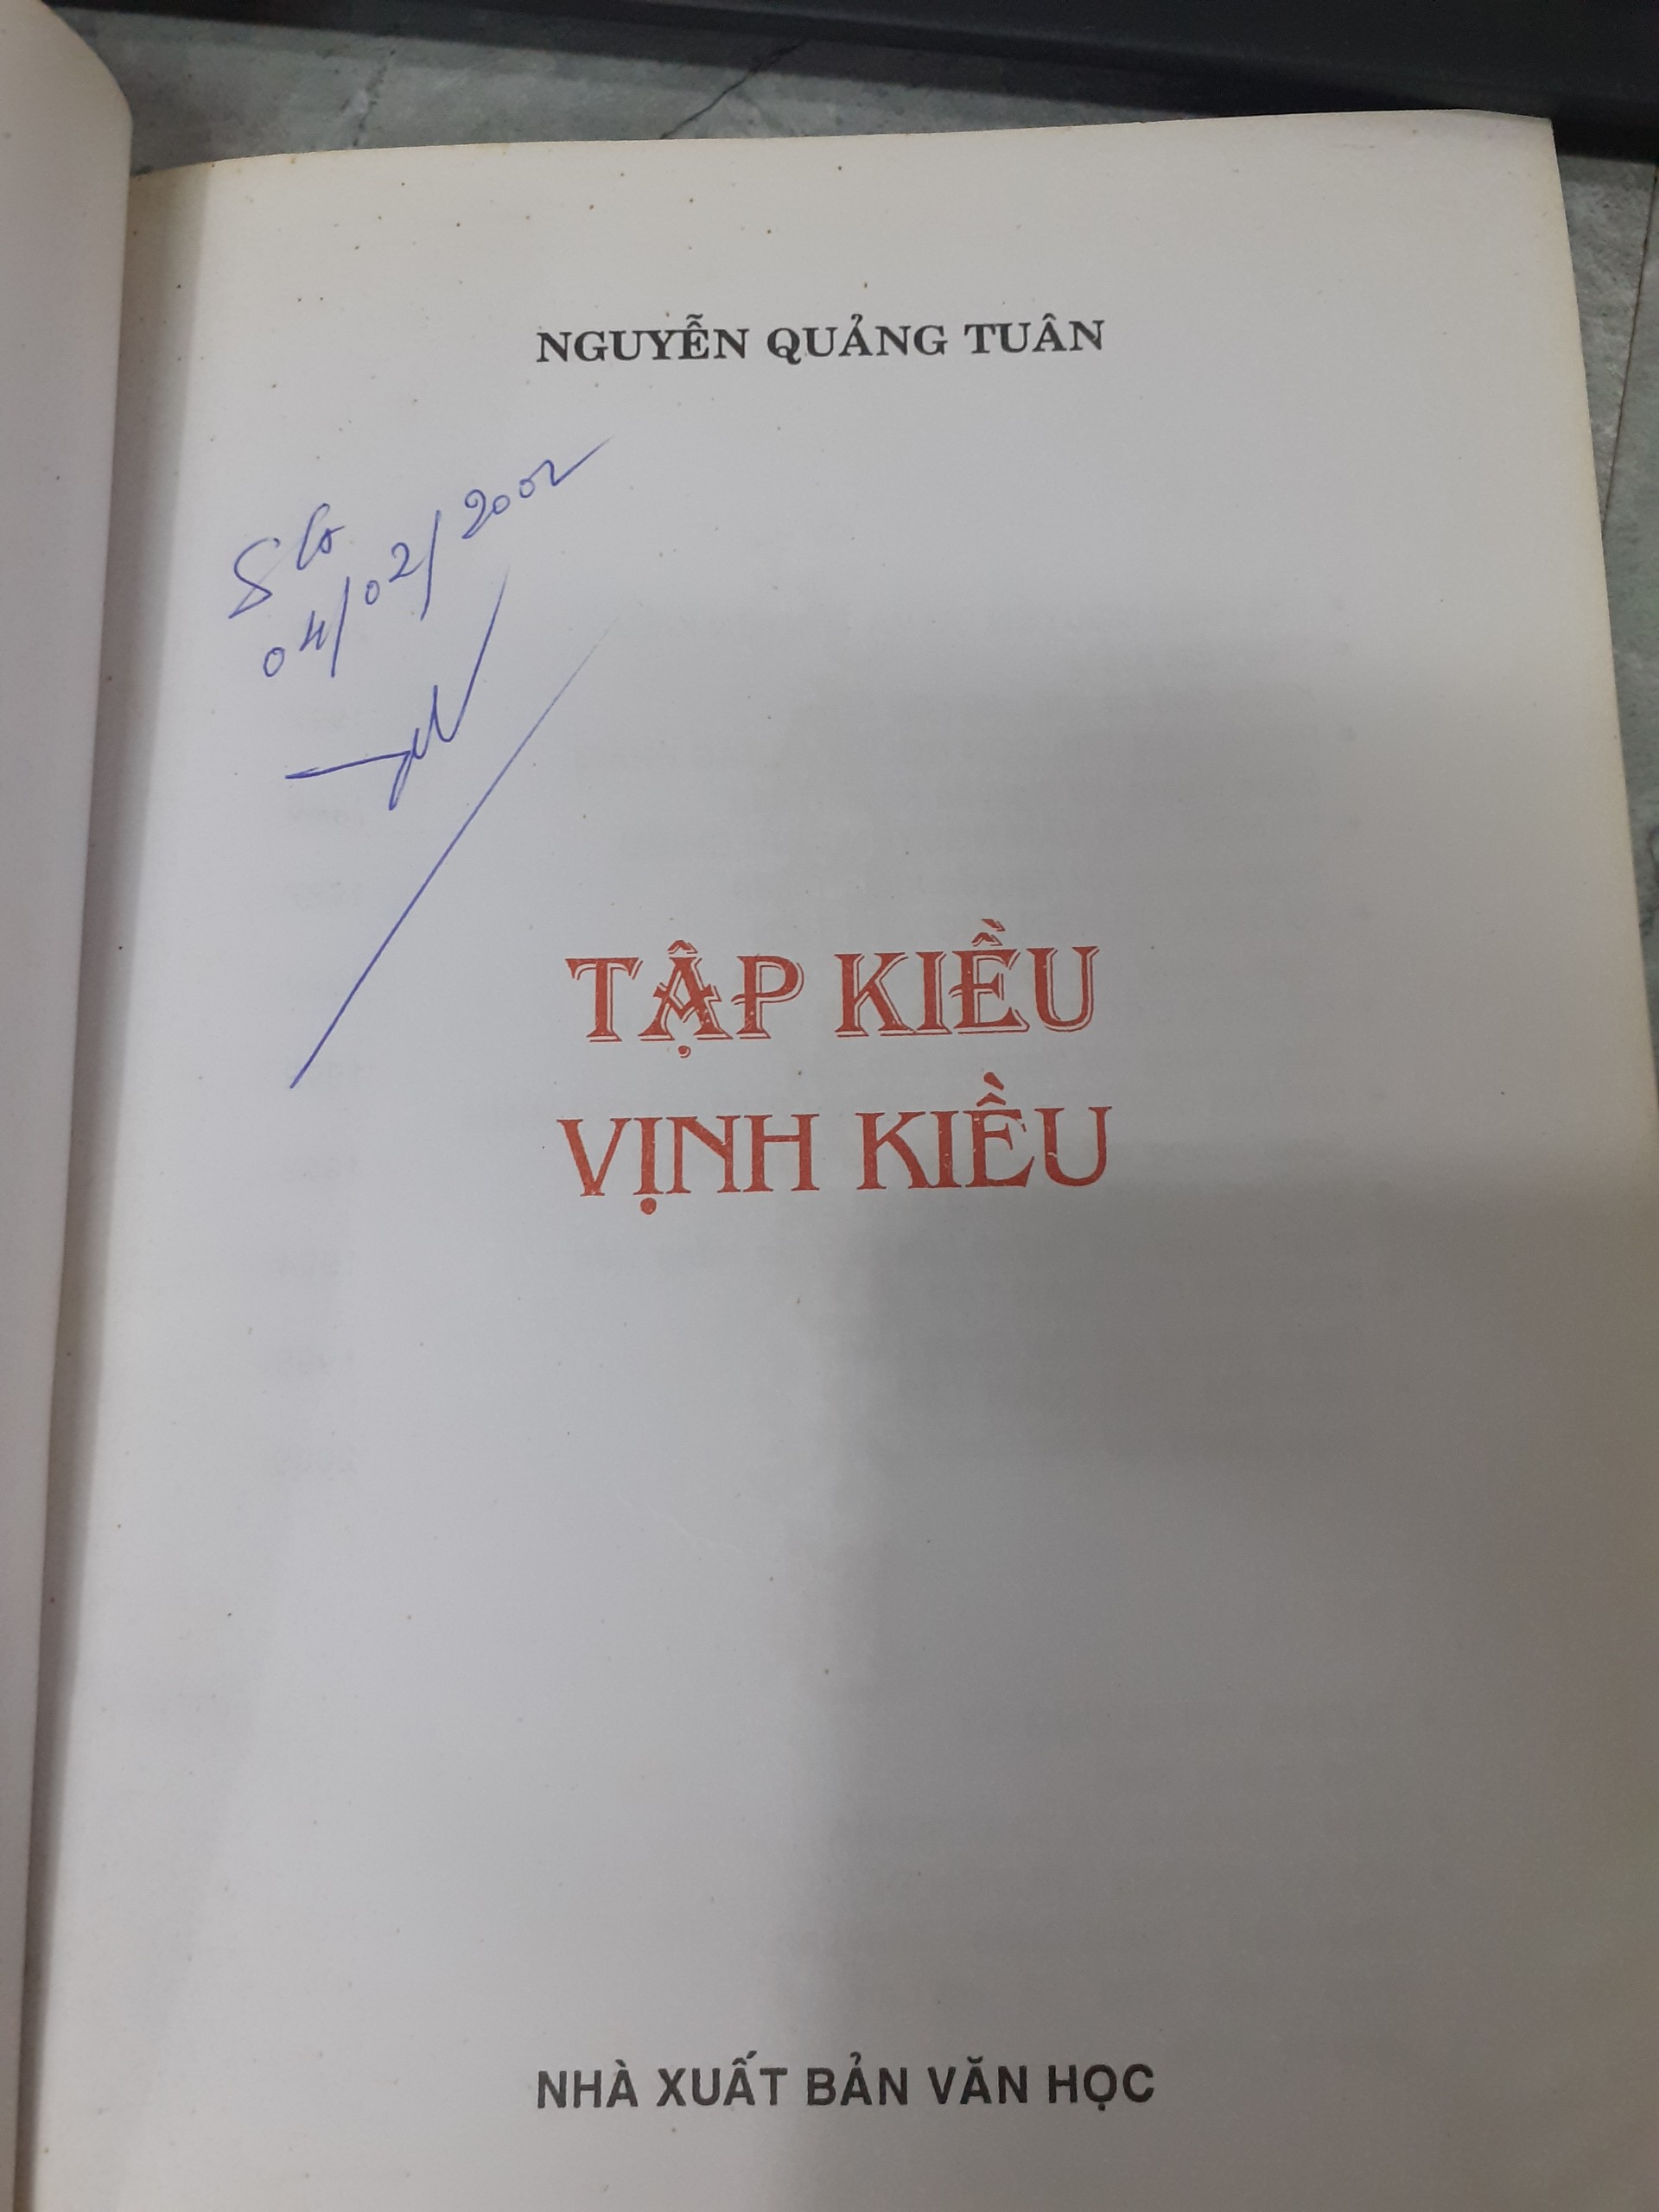 NGUYỄN QUẢNG TUÂN
04/02/2002
TẬP KIỀU
VỊNH KIỀU
NHÀ XUẤT BẢN VĂN HỌC